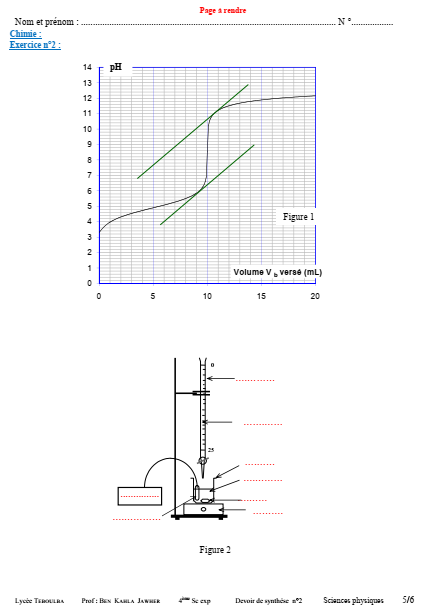 Page à rendre
Nom et prénom : ........................................................................................................ N °.................
Chimie :
Exercice n°2 :
pH
14
13
12
11
10
9
8
7
6
5
4
3
2
1
0
Figure 1
Volume V b versé (mL)
0 5 10 15 20
0
..............
..............
25
..............
..............
..............
..............
..............
..............
Figure 2
Lycée TEBOULBA Prof : BEN KAHLA JAWHER 4ème Sc exp Devoir de synthèse n°2 Sciences physiques 5/6